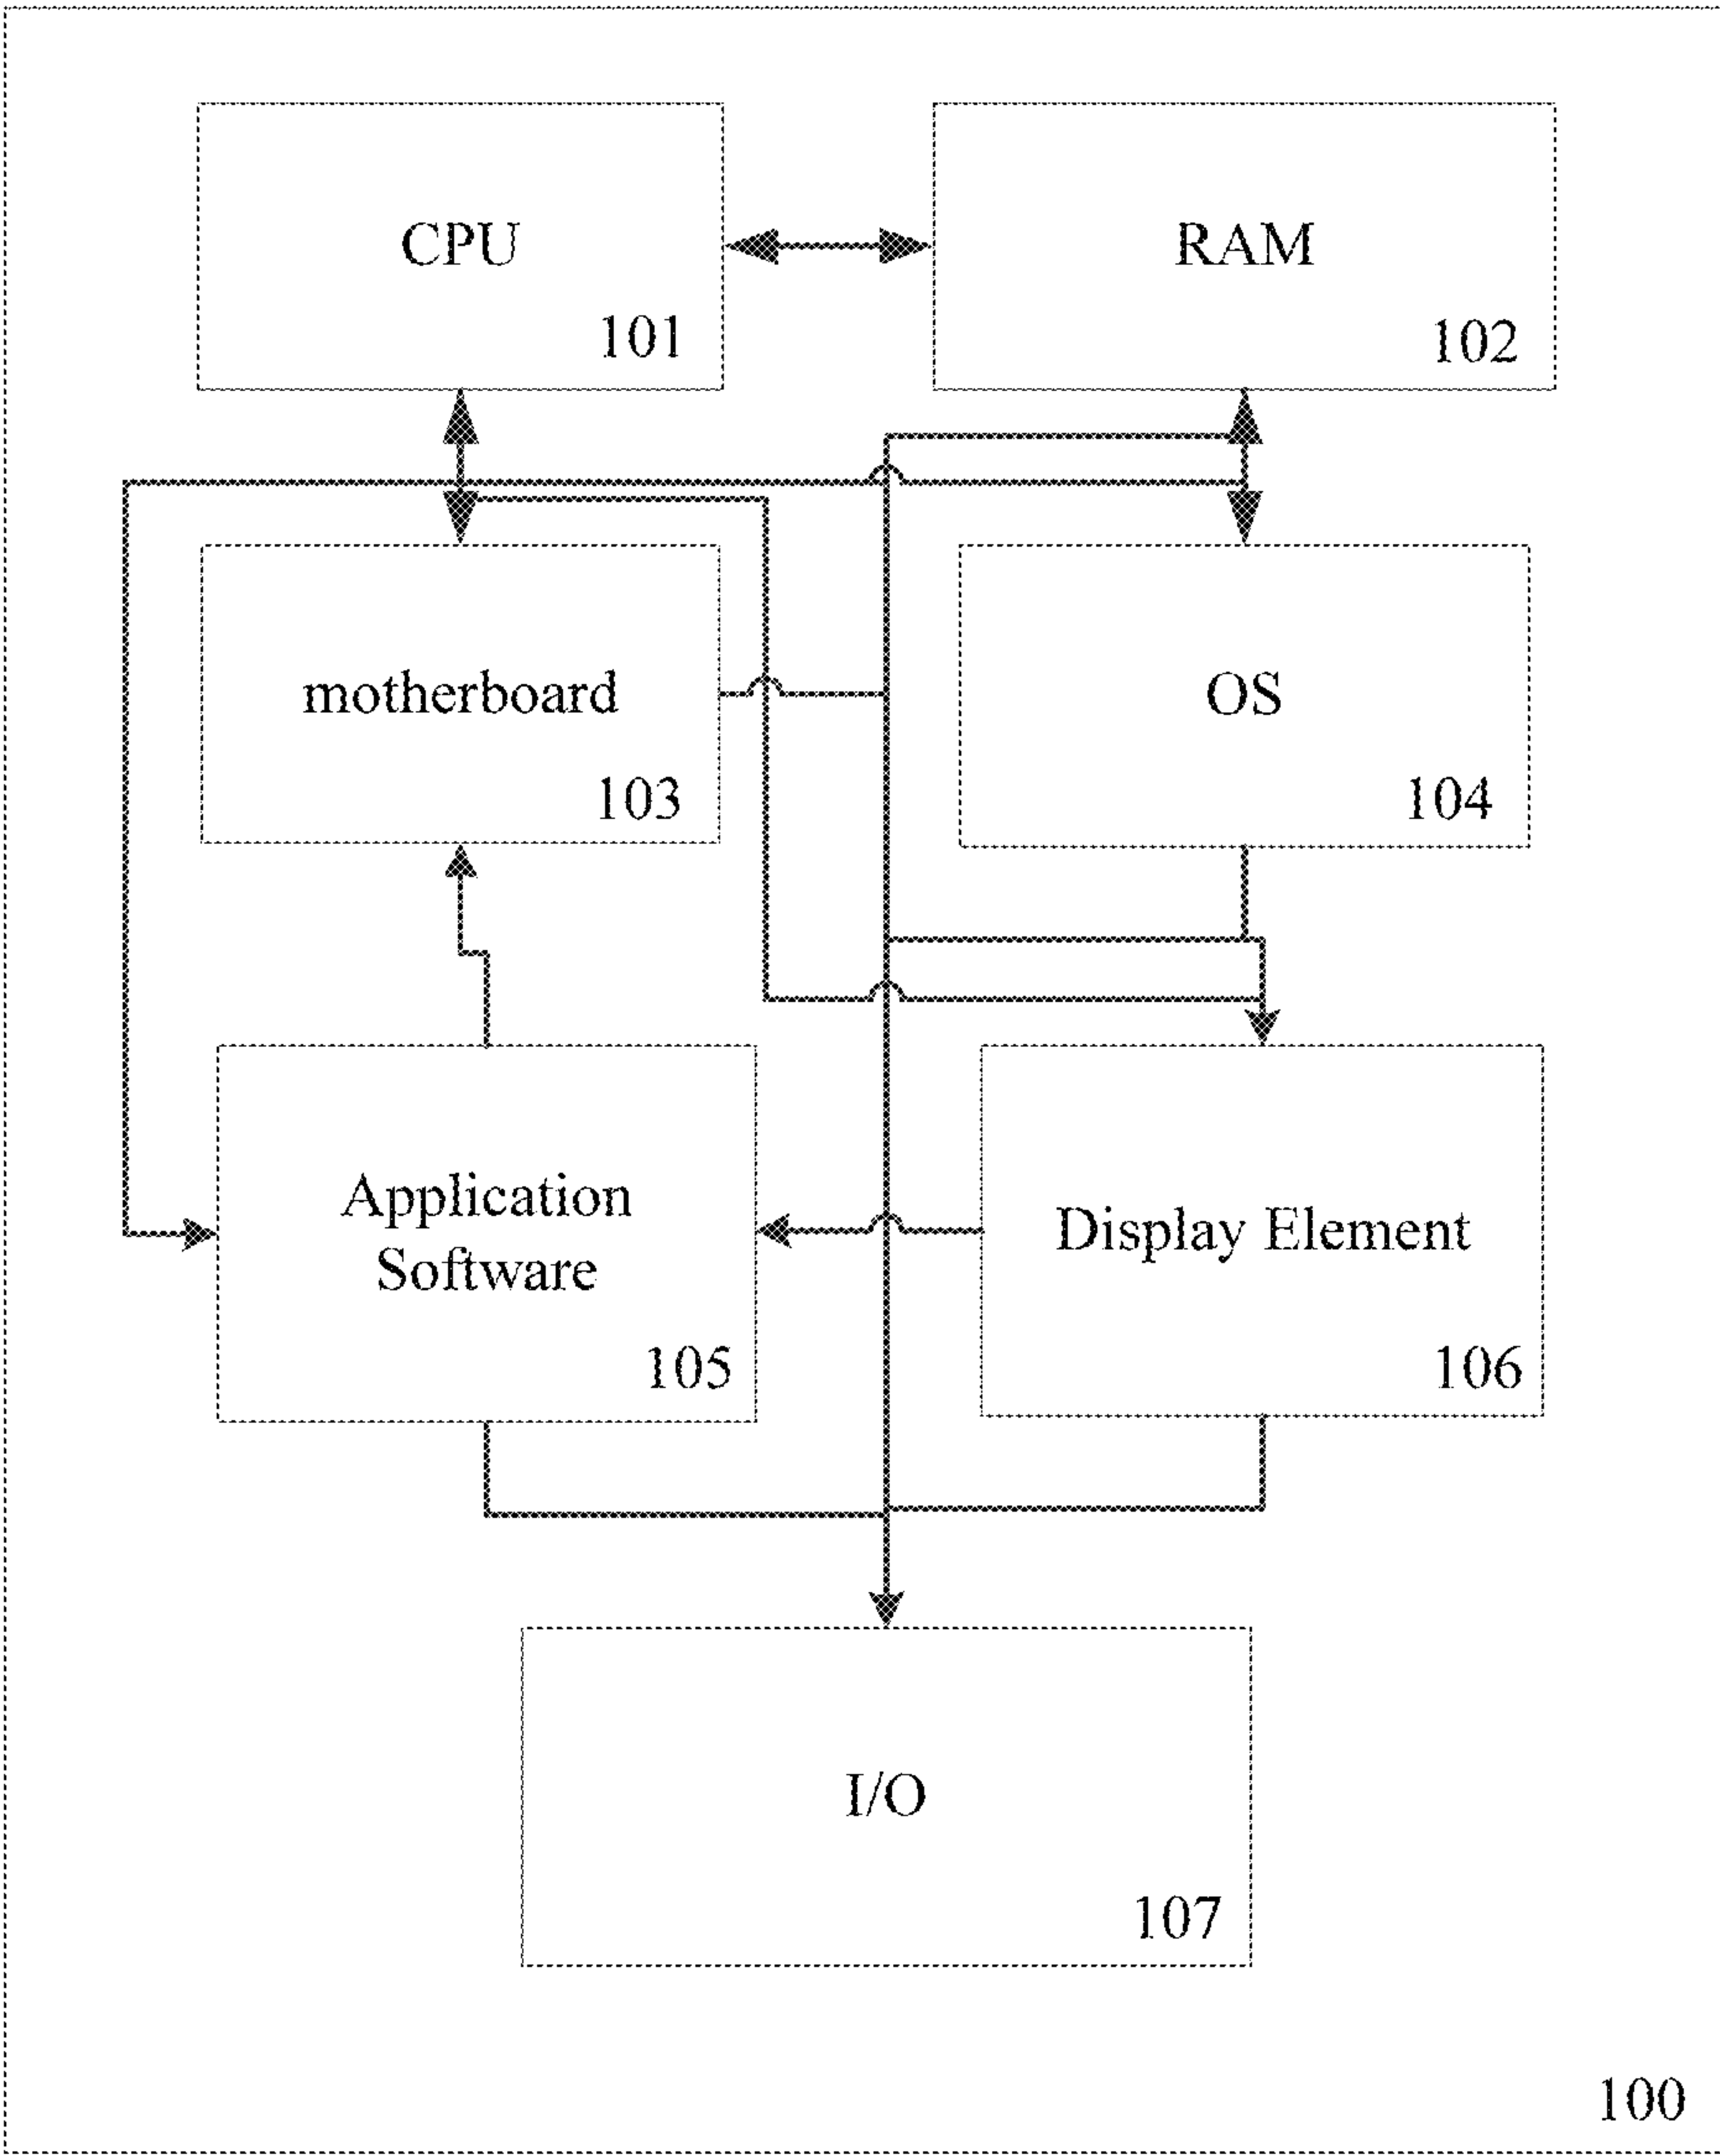 CPU
101
RAM
102
motherboard
103
OS
104
Application
Software
105
Display Element
106
I/O
107
100